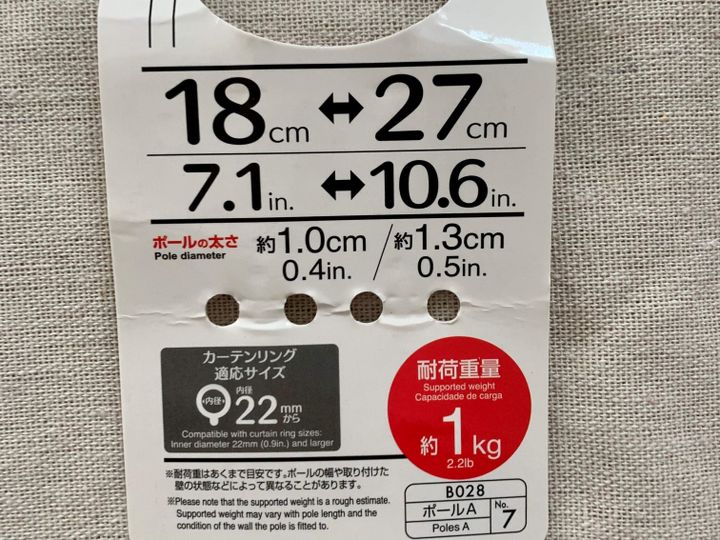 18cm ⇔ 27cm
7.1in. ⇔ 10.6in.
ポールの太さ 約1.0cm / 約1.3cm
Pole diameter 0.4in. 0.5in.
カーテンリング
適応サイズ
内径
内径 22mmから
Compatible with curtain ring sizes:
Inner diameter 22mm (0.9in.) and larger
耐荷重量
Supported weight
Capacidade de carga
約1kg
2.2lb
※耐荷重はあくまで目安です。ポールの幅や取り付けた
壁の状態などによって異なることがあります。
※Please note that the supported weight is a rough estimate.
Supported weight may vary with pole length and the
condition of the wall the pole is fitted to.
B028
ポールA
Poles A
No.
7